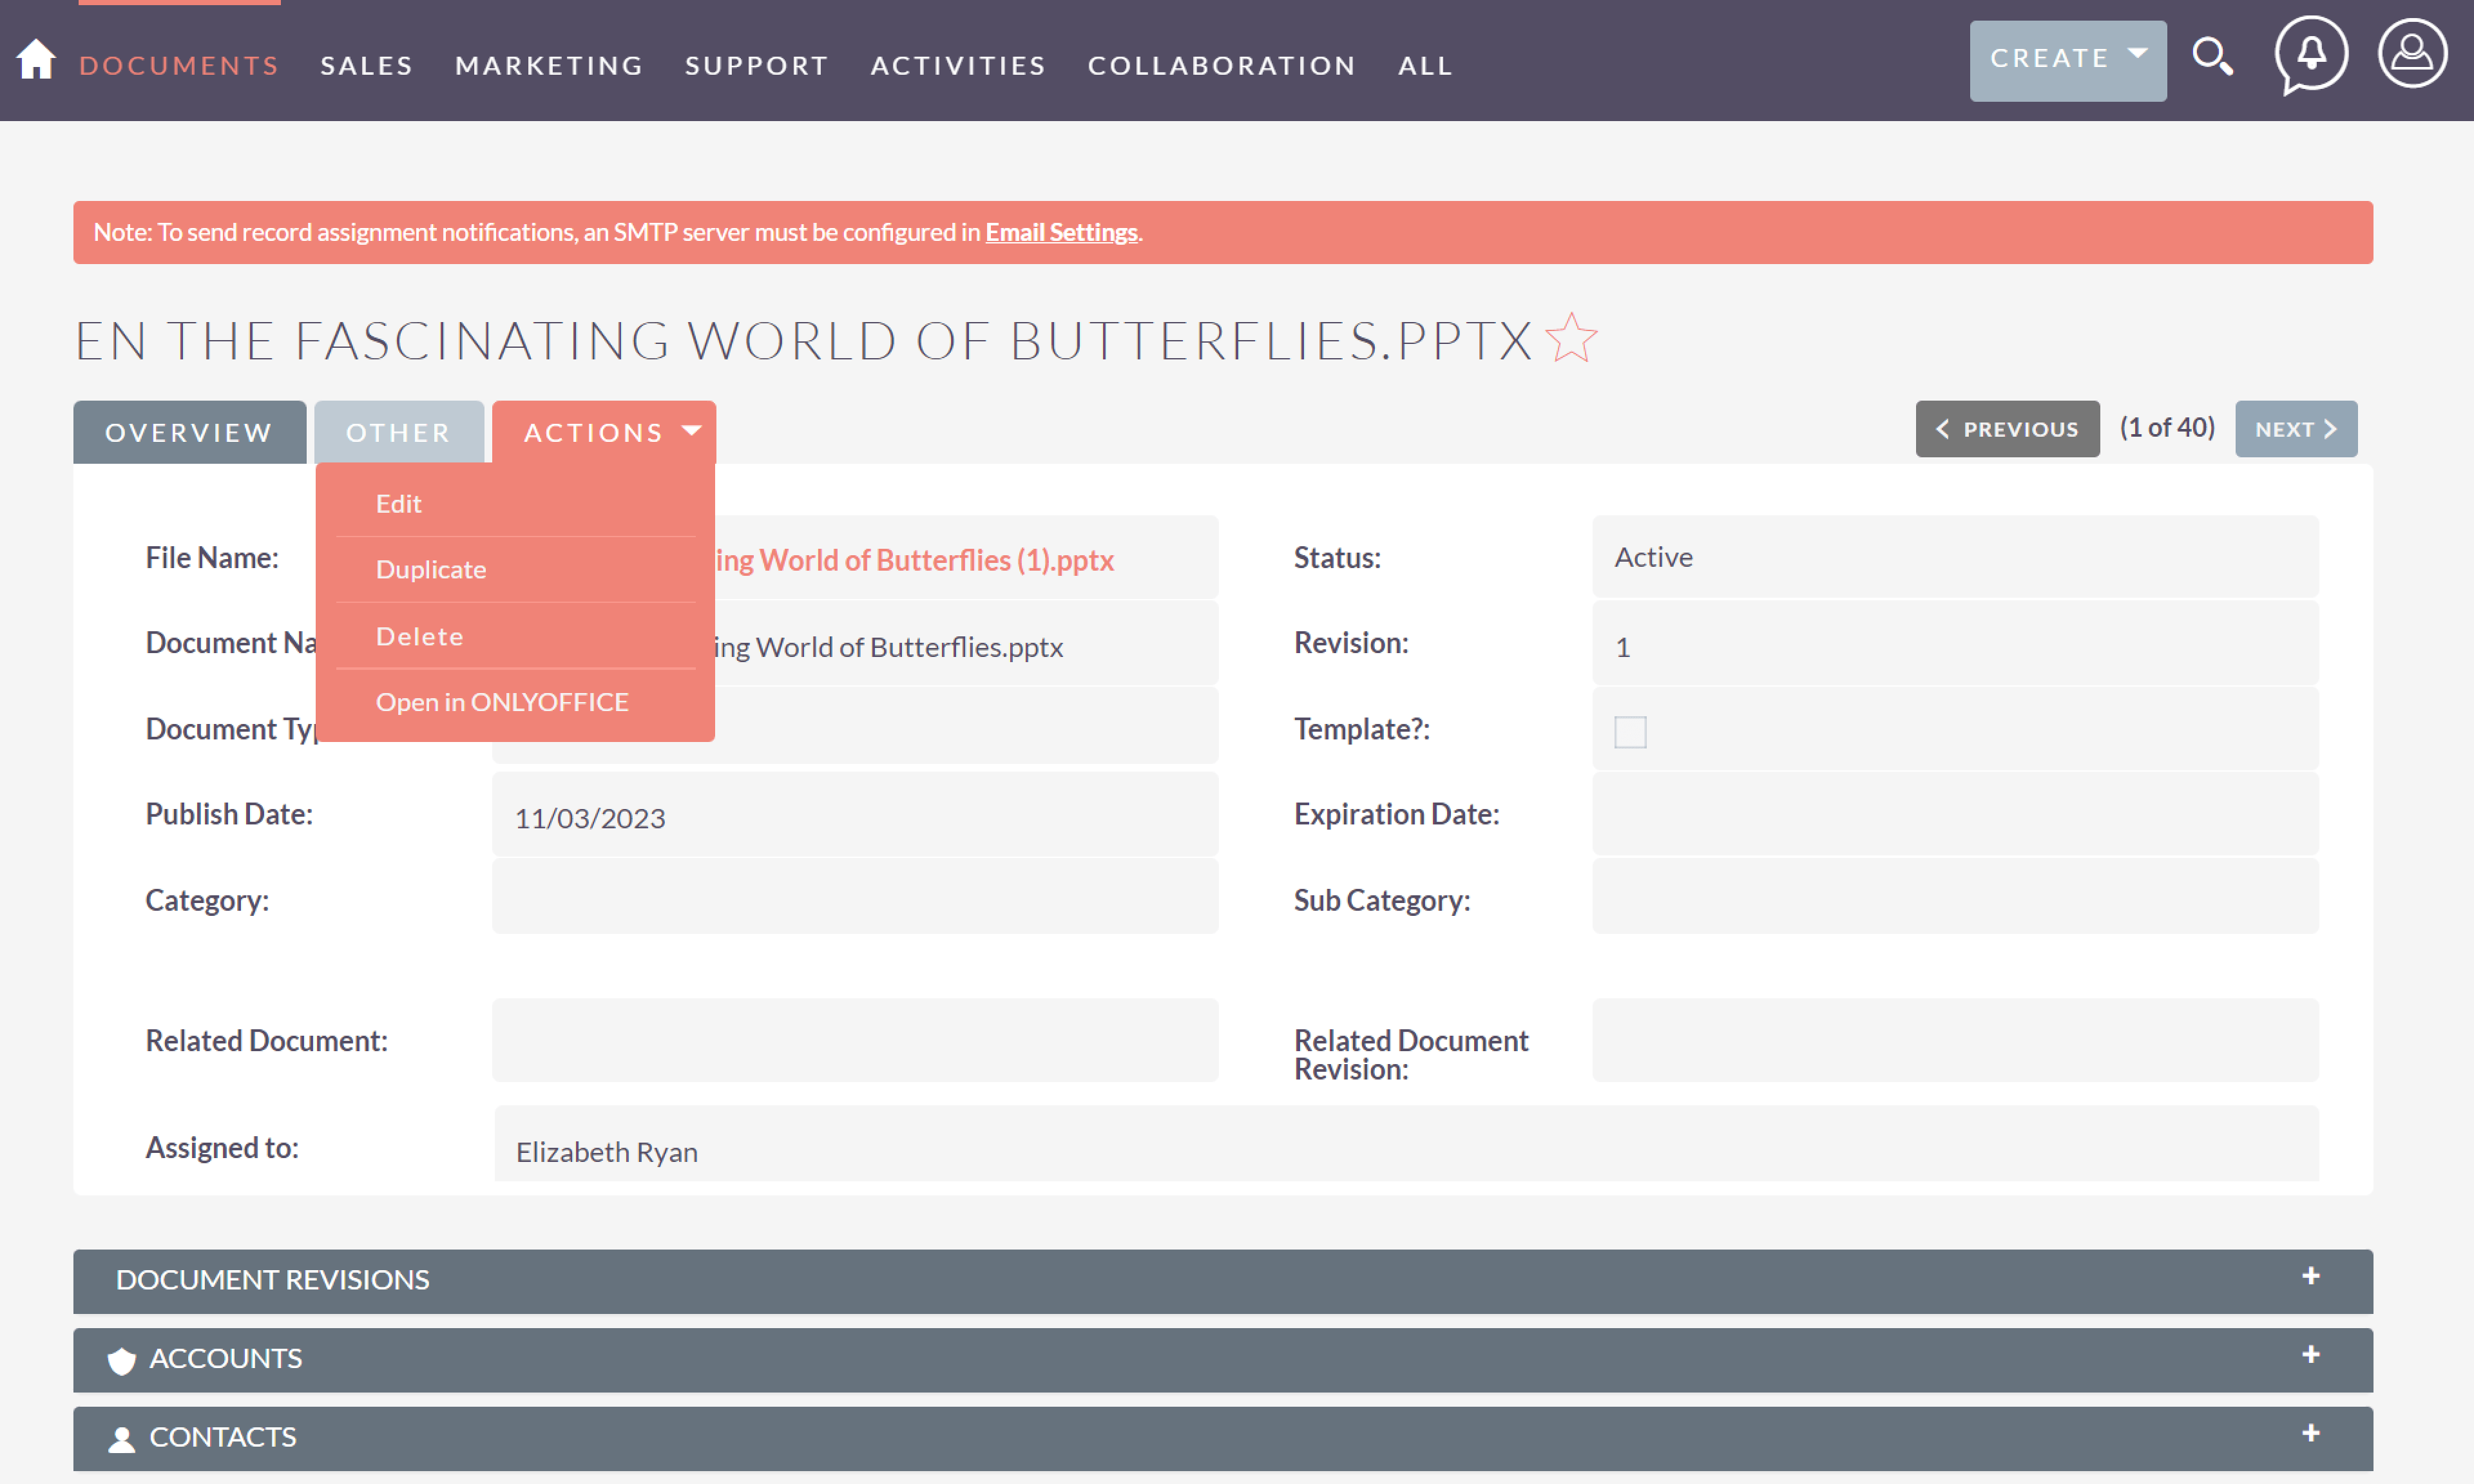 DOCUMENTS SALES MARKETING SUPPORT ACTIVITIES COLLABORATION ALL CREATE
Note: To send record assignment notifications, an SMTP server must be configured in Email Settings.
EN THE FASCINATING WORLD OF BUTTERFLIES.PPTX
OVERVIEW OTHER ACTIONS PREVIOUS (1 of 40) NEXT
Edit
Duplicate
Delete
Open in ONLYOFFICE
File Name: ing World of Butterflies (1).pptx Status: Active
Document Na ing World of Butterflies.pptx Revision: 1
Document Ty Template?:
Publish Date: 11/03/2023 Expiration Date:
Category: Sub Category:
Related Document: Related Document
Revision:
Assigned to: Elizabeth Ryan
DOCUMENT REVISIONS +
ACCOUNTS +
CONTACTS +